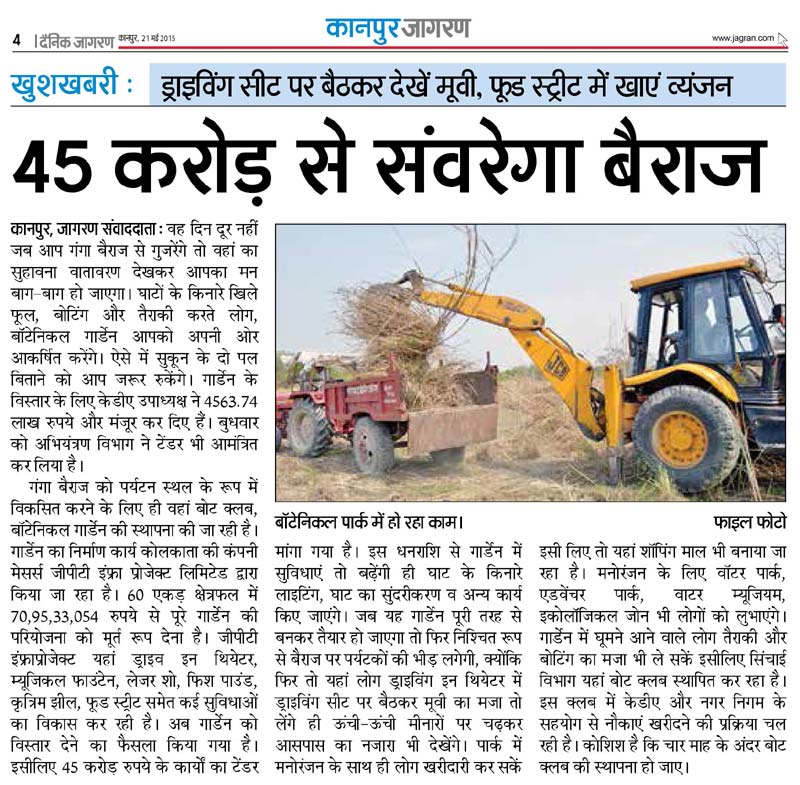 4
दैनिक जागरण कानपुर, 21 मई 2015
कानपुर जागरण
www.jagran.com
खुशखबरी :
ड्राइविंग सीट पर बैठकर देखें मूवी, फूड स्ट्रीट में खाएं व्यंजन
45 करोड़ से संवरेगा बैराज
कानपुर, जागरण संवाददाता : वह दिन दूर नहीं
जब आप गंगा बैराज से गुजरेंगे तो वहां का
सुहावना वातावरण देखकर आपका मन
बाग-बाग हो जाएगा। घाटों के किनारे खिले
फूल, बोटिंग और तैराकी करते लोग,
बॉटेनिकल गार्डेन आपको अपनी ओर
आकर्षित करेंगे। ऐसे में सुकून के दो पल
बिताने को आप जरूर रुकेंगे। गार्डेन के
विस्तार के लिए केडीए उपाध्यक्ष ने 4563.74
लाख रुपये और मंजूर कर दिए हैं। बुधवार
को अभियंत्रण विभाग ने टेंडर भी आमंत्रित
कर लिया है।
गंगा बैराज को पर्यटन स्थल के रूप में
विकसित करने के लिए ही वहां बोट क्लब,
बॉटेनिकल गार्डेन की स्थापना की जा रही है।
गार्डेन का निर्माण कार्य कोलकाता की कंपनी
मेसर्स जीपीटी इंफ्रा प्रोजेक्ट लिमिटेड द्वारा
किया जा रहा है। 60 एकड़ क्षेत्रफल में
70,95,33,054 रुपये से पूरे गार्डेन की
परियोजना को मूर्त रूप देना है। जीपीटी
इंफ्राप्रोजेक्ट यहां ड्राइव इन थियेटर,
म्यूजिकल फाउंटेन, लेजर शो, फिश पाउंड,
कृत्रिम झील, फूड स्ट्रीट समेत कई सुविधाओं
का विकास कर रही है। अब गार्डेन को
विस्तार देने का फैसला किया गया है।
इसीलिए 45 करोड़ रुपये के कार्यों का टेंडर
JCB
बॉटेनिकल पार्क में हो रहा काम।
फाइल फोटो
मांगा गया है। इस धनराशि से गार्डेन में
सुविधाएं तो बढ़ेंगी ही घाट के किनारे
लाइटिंग, घाट का सुंदरीकरण व अन्य कार्य
किए जाएंगे। जब यह गार्डेन पूरी तरह से
बनकर तैयार हो जाएगा तो फिर निश्चित रूप
से बैराज पर पर्यटकों की भीड़ लगेगी, क्योंकि
फिर तो यहां लोग ड्राइविंग इन थियेटर में
ड्राइविंग सीट पर बैठकर मूवी का मजा तो
लेंगे ही ऊंची-ऊंची मीनारों पर चढ़कर
आसपास का नजारा भी देखेंगे। पार्क में
मनोरंजन के साथ ही लोग खरीदारी कर सकें
इसी लिए तो यहां शॉपिंग माल भी बनाया जा
रहा है। मनोरंजन के लिए वॉटर पार्क,
एडवेंचर पार्क, वाटर म्यूजियम,
इकोलॉजिकल जोन भी लोगों को लुभाएंगे।
गार्डेन में घूमने आने वाले लोग तैराकी और
बोटिंग का मजा भी ले सकें इसीलिए सिंचाई
विभाग यहां बोट क्लब स्थापित कर रहा है।
इस क्लब में केडीए और नगर निगम के
सहयोग से नौकाएं खरीदने की प्रक्रिया चल
रही है। कोशिश है कि चार माह के अंदर बोट
क्लब की स्थापना हो जाए।